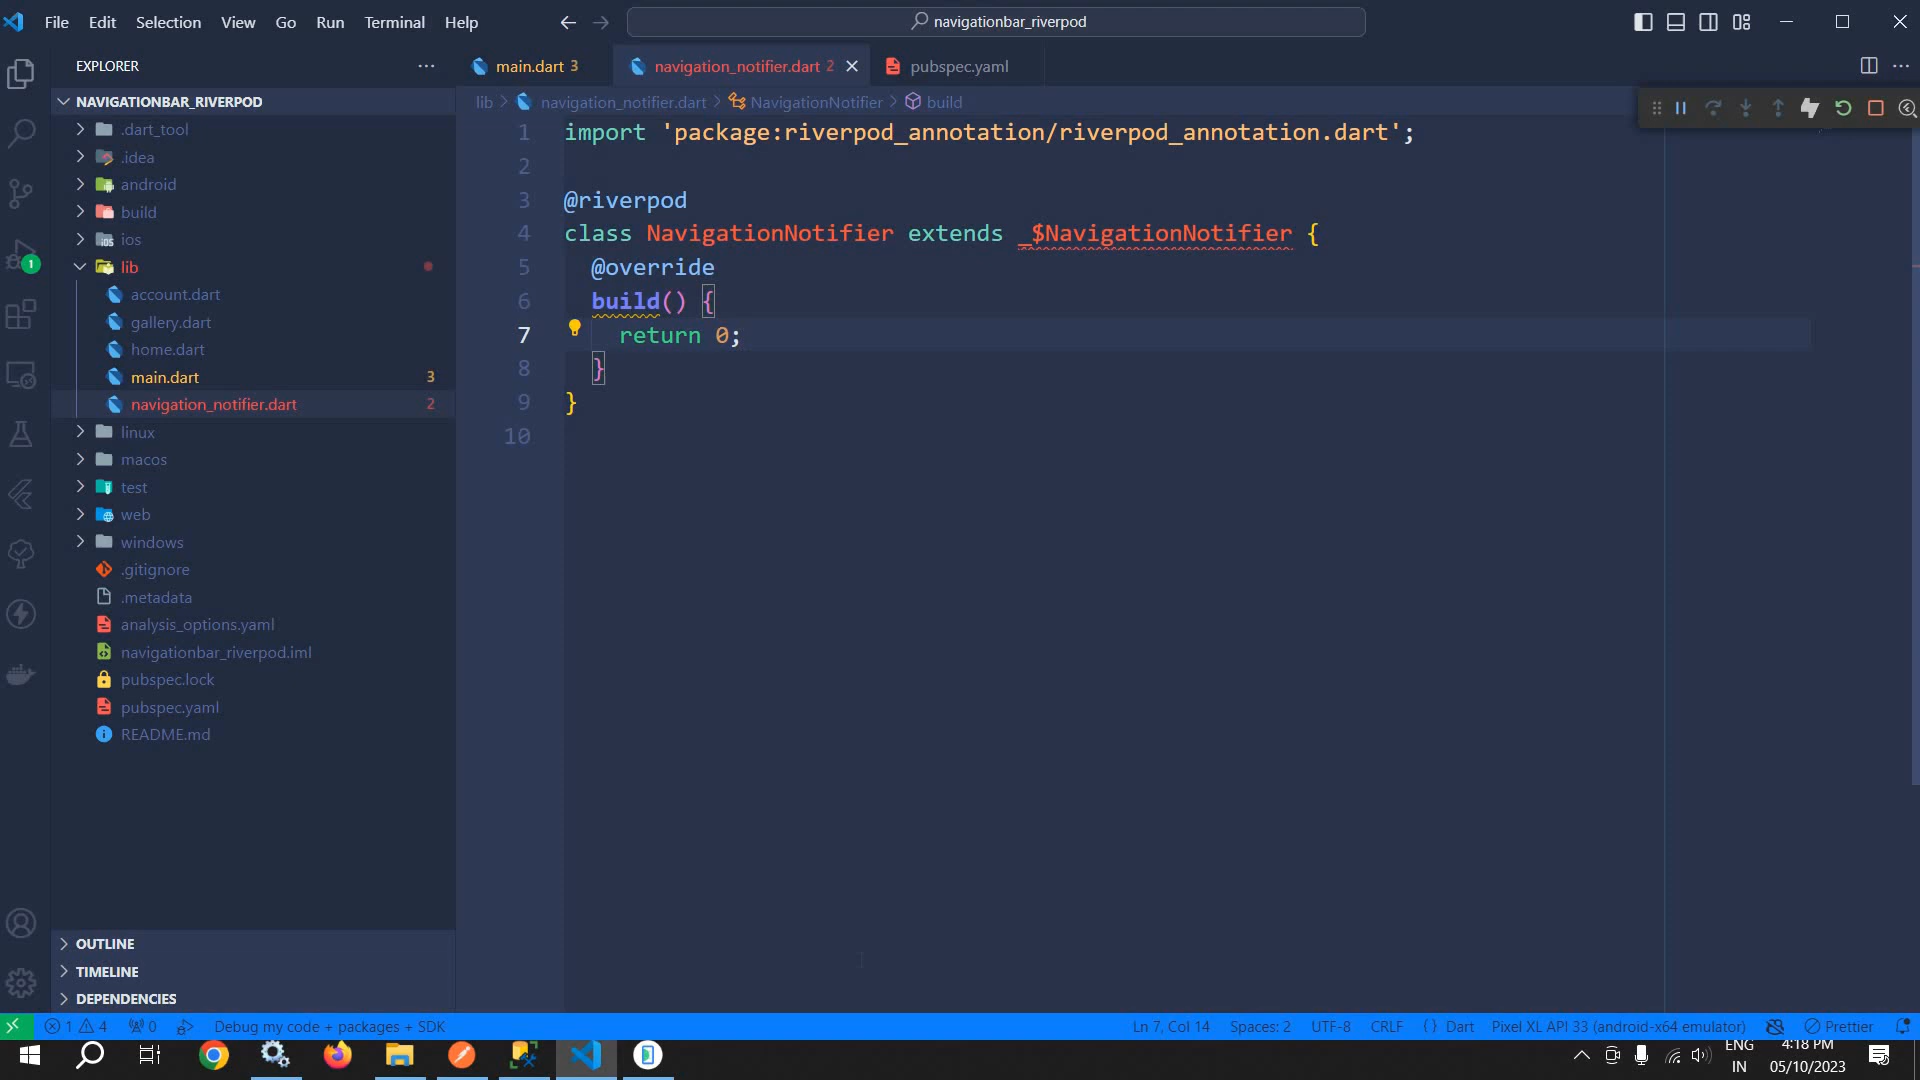 File Edit Selection View Go Run Terminal Help
navigationbar_riverpod
EXPLORER
main.dart 3
navigation_notifier.dart 2
pubspec.yaml
NAVIGATIONBAR_RIVERPOD
lib > navigation_notifier.dart > NavigationNotifier > build
.dart_tool
.idea
android
build
ios
lib
account.dart
gallery.dart
home.dart
main.dart 3
navigation_notifier.dart 2
linux
macos
test
web
windows
.gitignore
.metadata
analysis_options.yaml
navigationbar_riverpod.iml
pubspec.lock
pubspec.yaml
README.md
OUTLINE
TIMELINE
DEPENDENCIES
1 import 'package:riverpod_annotation/riverpod_annotation.dart';
2
3 @riverpod
4 class NavigationNotifier extends _$NavigationNotifier {
5 @override
6 build() {
7 return 0;
8 }
9 }
10
1
1 4 0 Debug my code + packages + SDK
Ln 7, Col 14 Spaces: 2 UTF-8 CRLF {} Dart Pixel XL API 33 (android-x64 emulator) Prettier
ENG
IN
4:18 PM
05/10/2023